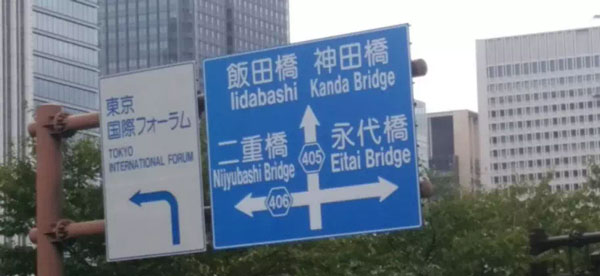 東京
国際フォーラム
TOKYO
INTERNATIONAL FORUM
飯田橋 神田橋
Iidabashi Kanda Bridge
二重橋
Nijyubashi Bridge
405
永代橋
Eitai Bridge
406